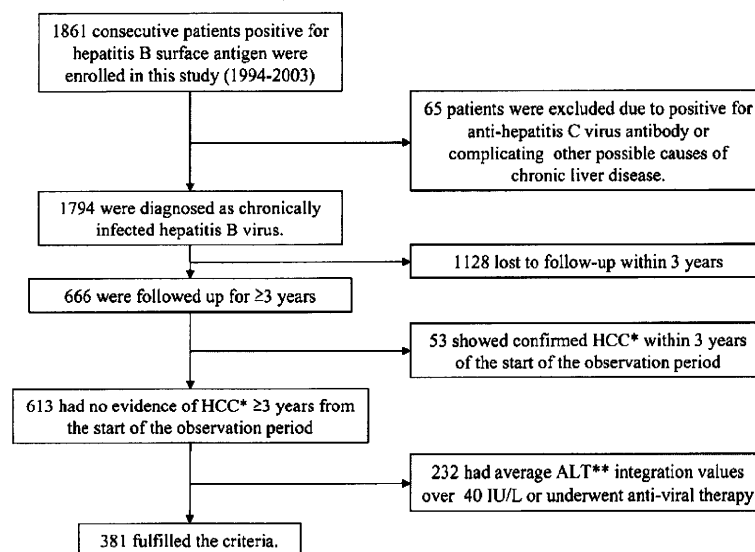 1861 consecutive patients positive for
hepatitis B surface antigen were
enrolled in this study (1994-2003)
65 patients were excluded due to positive for
anti-hepatitis C virus antibody or
complicating other possible causes of
chronic liver disease.
1794 were diagnosed as chronically
infected hepatitis B virus.
1128 lost to follow-up within 3 years
666 were followed up for ≥3 years
53 showed confirmed HCC* within 3 years
of the start of the observation period
613 had no evidence of HCC* ≥3 years from
the start of the observation period
232 had average ALT** integration values
over 40 IU/L or underwent anti-viral therapy
381 fulfilled the criteria.